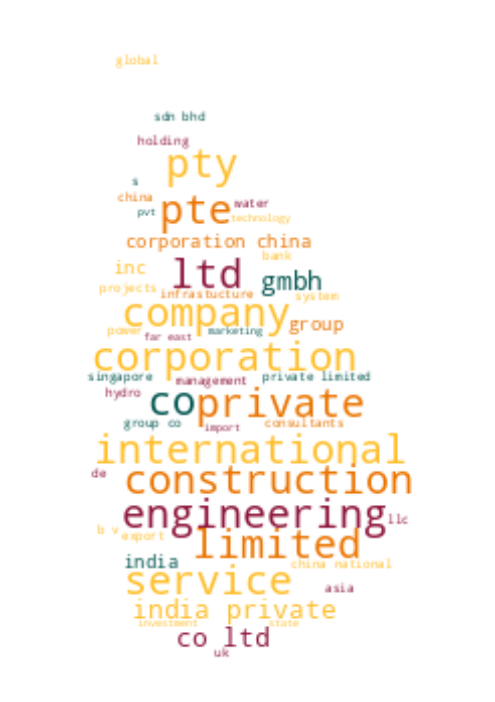 global
sdn bhd
holding
pty
s
china
pte
water
pvt
technology
corporation china
bank
inc
ltd
gmbh
projects
infrastucture
system
company
group
power
marketing
far east
corporation
singapore
management
private limited
hydro
co
private
group co
import
consultants
international
de
construction
engineering
llc
b v
export
limited
india
china national
service
asia
india private
investment
state
co ltd
uk